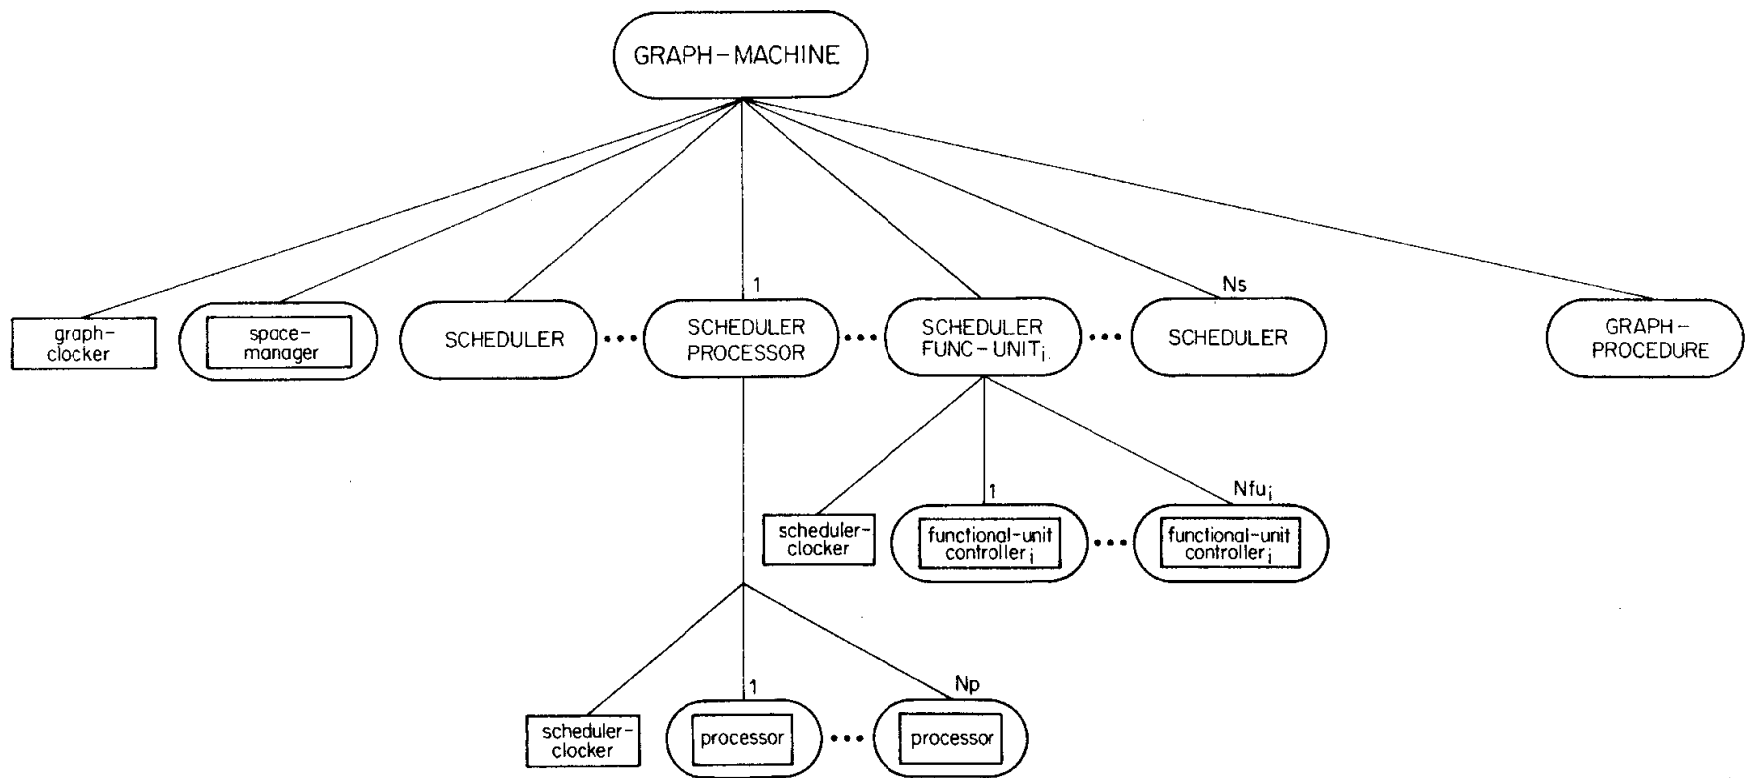 GRAPH-MACHINE
1
Ns
graph-
clocker
space-
manager
SCHEDULER
SCHEDULER
PROCESSOR
SCHEDULER
FUNC-UNITi
SCHEDULER
GRAPH-
PROCEDURE
1
Nfui
scheduler-
clocker
functional-unit
controlleri
functional-unit
controlleri
1
Np
scheduler-
clocker
processor
processor